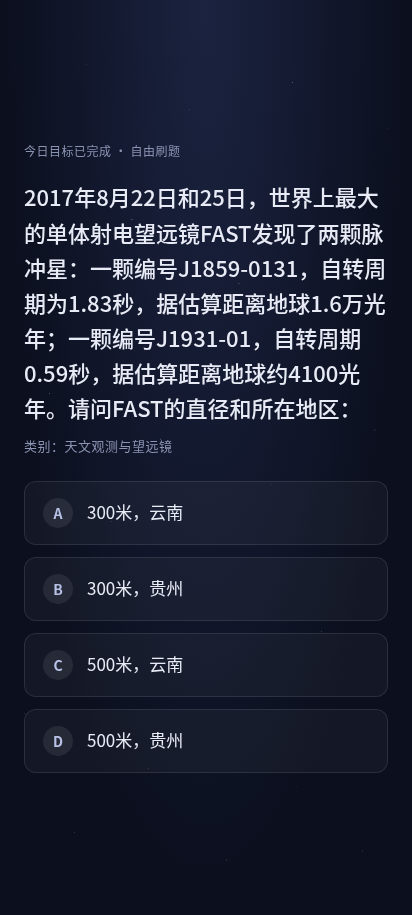 今日目标已完成 · 自由刷题
2017年8月22日和25日，世界上最大
的单体射电望远镜FAST发现了两颗脉
冲星：一颗编号J1859-0131，自转周
期为1.83秒，据估算距离地球1.6万光
年；一颗编号J1931-01，自转周期
0.59秒，据估算距离地球约4100光
年。请问FAST的直径和所在地区：
类别：天文观测与望远镜
A 300米，云南
B 300米，贵州
C 500米，云南
D 500米，贵州